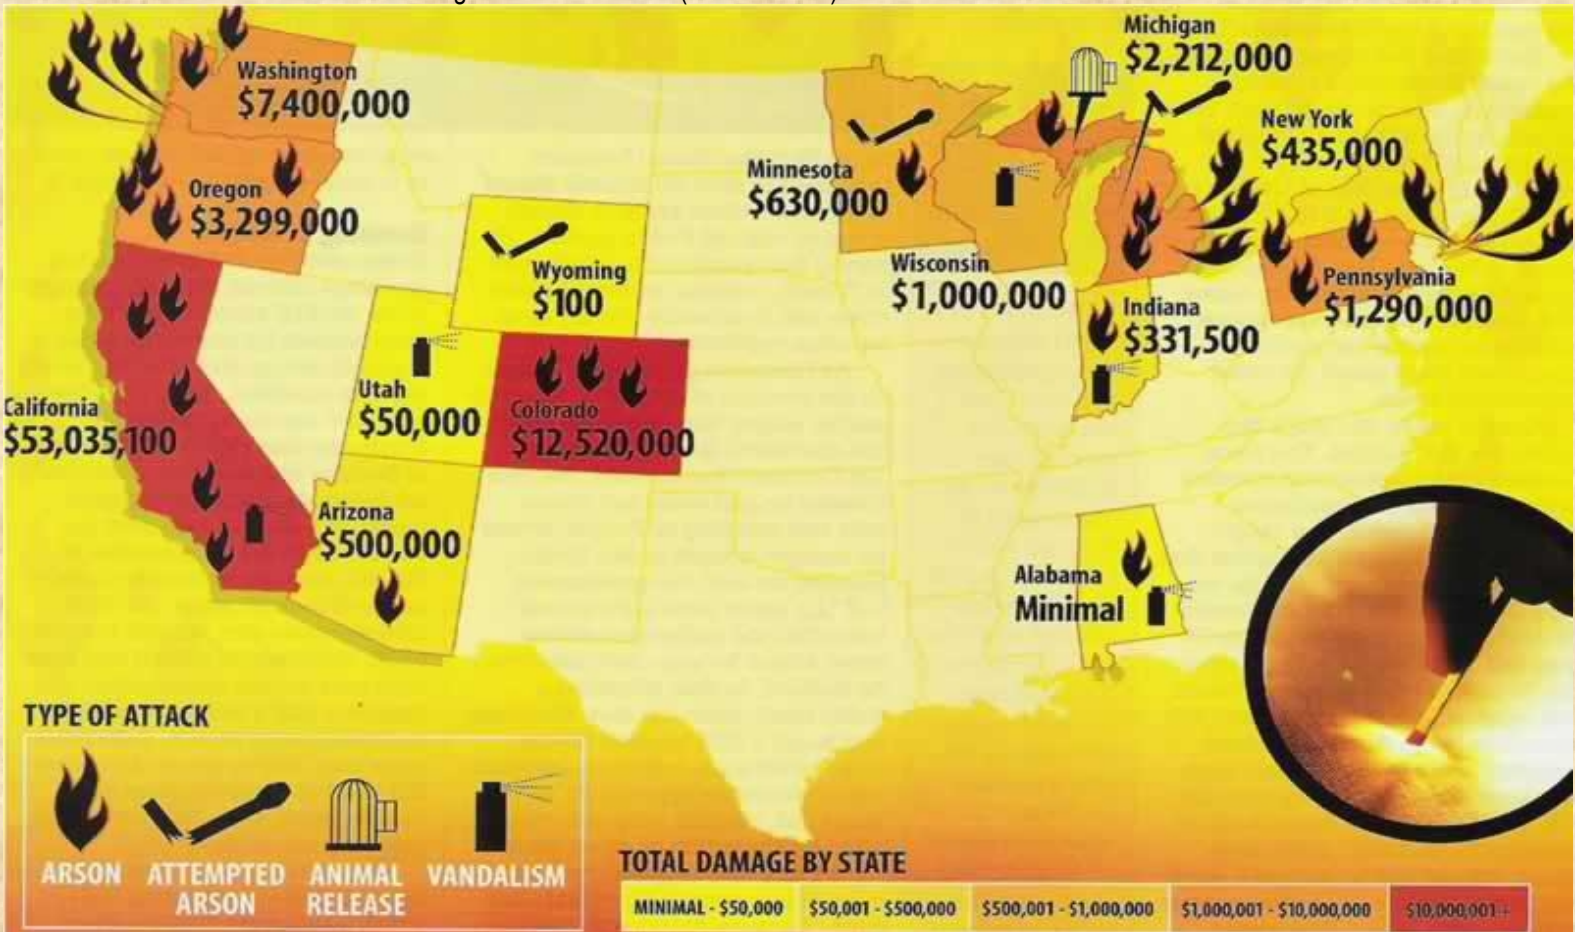 Michigan
$2,212,000
Washington
$7,400,000
New York
$435,000
Minnesota
$630,000
Oregon
$3,299,000
Wyoming
$100
Wisconsin
$1,000,000
Pennsylvania
$1,290,000
Indiana
$331,500
Utah
$50,000
Colorado
$12,520,000
California
$53,035,100
Arizona
$500,000
Alabama
Minimal
TYPE OF ATTACK
ARSON
ATTEMPTED
ARSON
ANIMAL
RELEASE
VANDALISM
TOTAL DAMAGE BY STATE
MINIMAL - $50,000
$50,001 - $500,000
$500,001 - $1,000,000
$1,000,001 - $10,000,000
$10,000,001 +